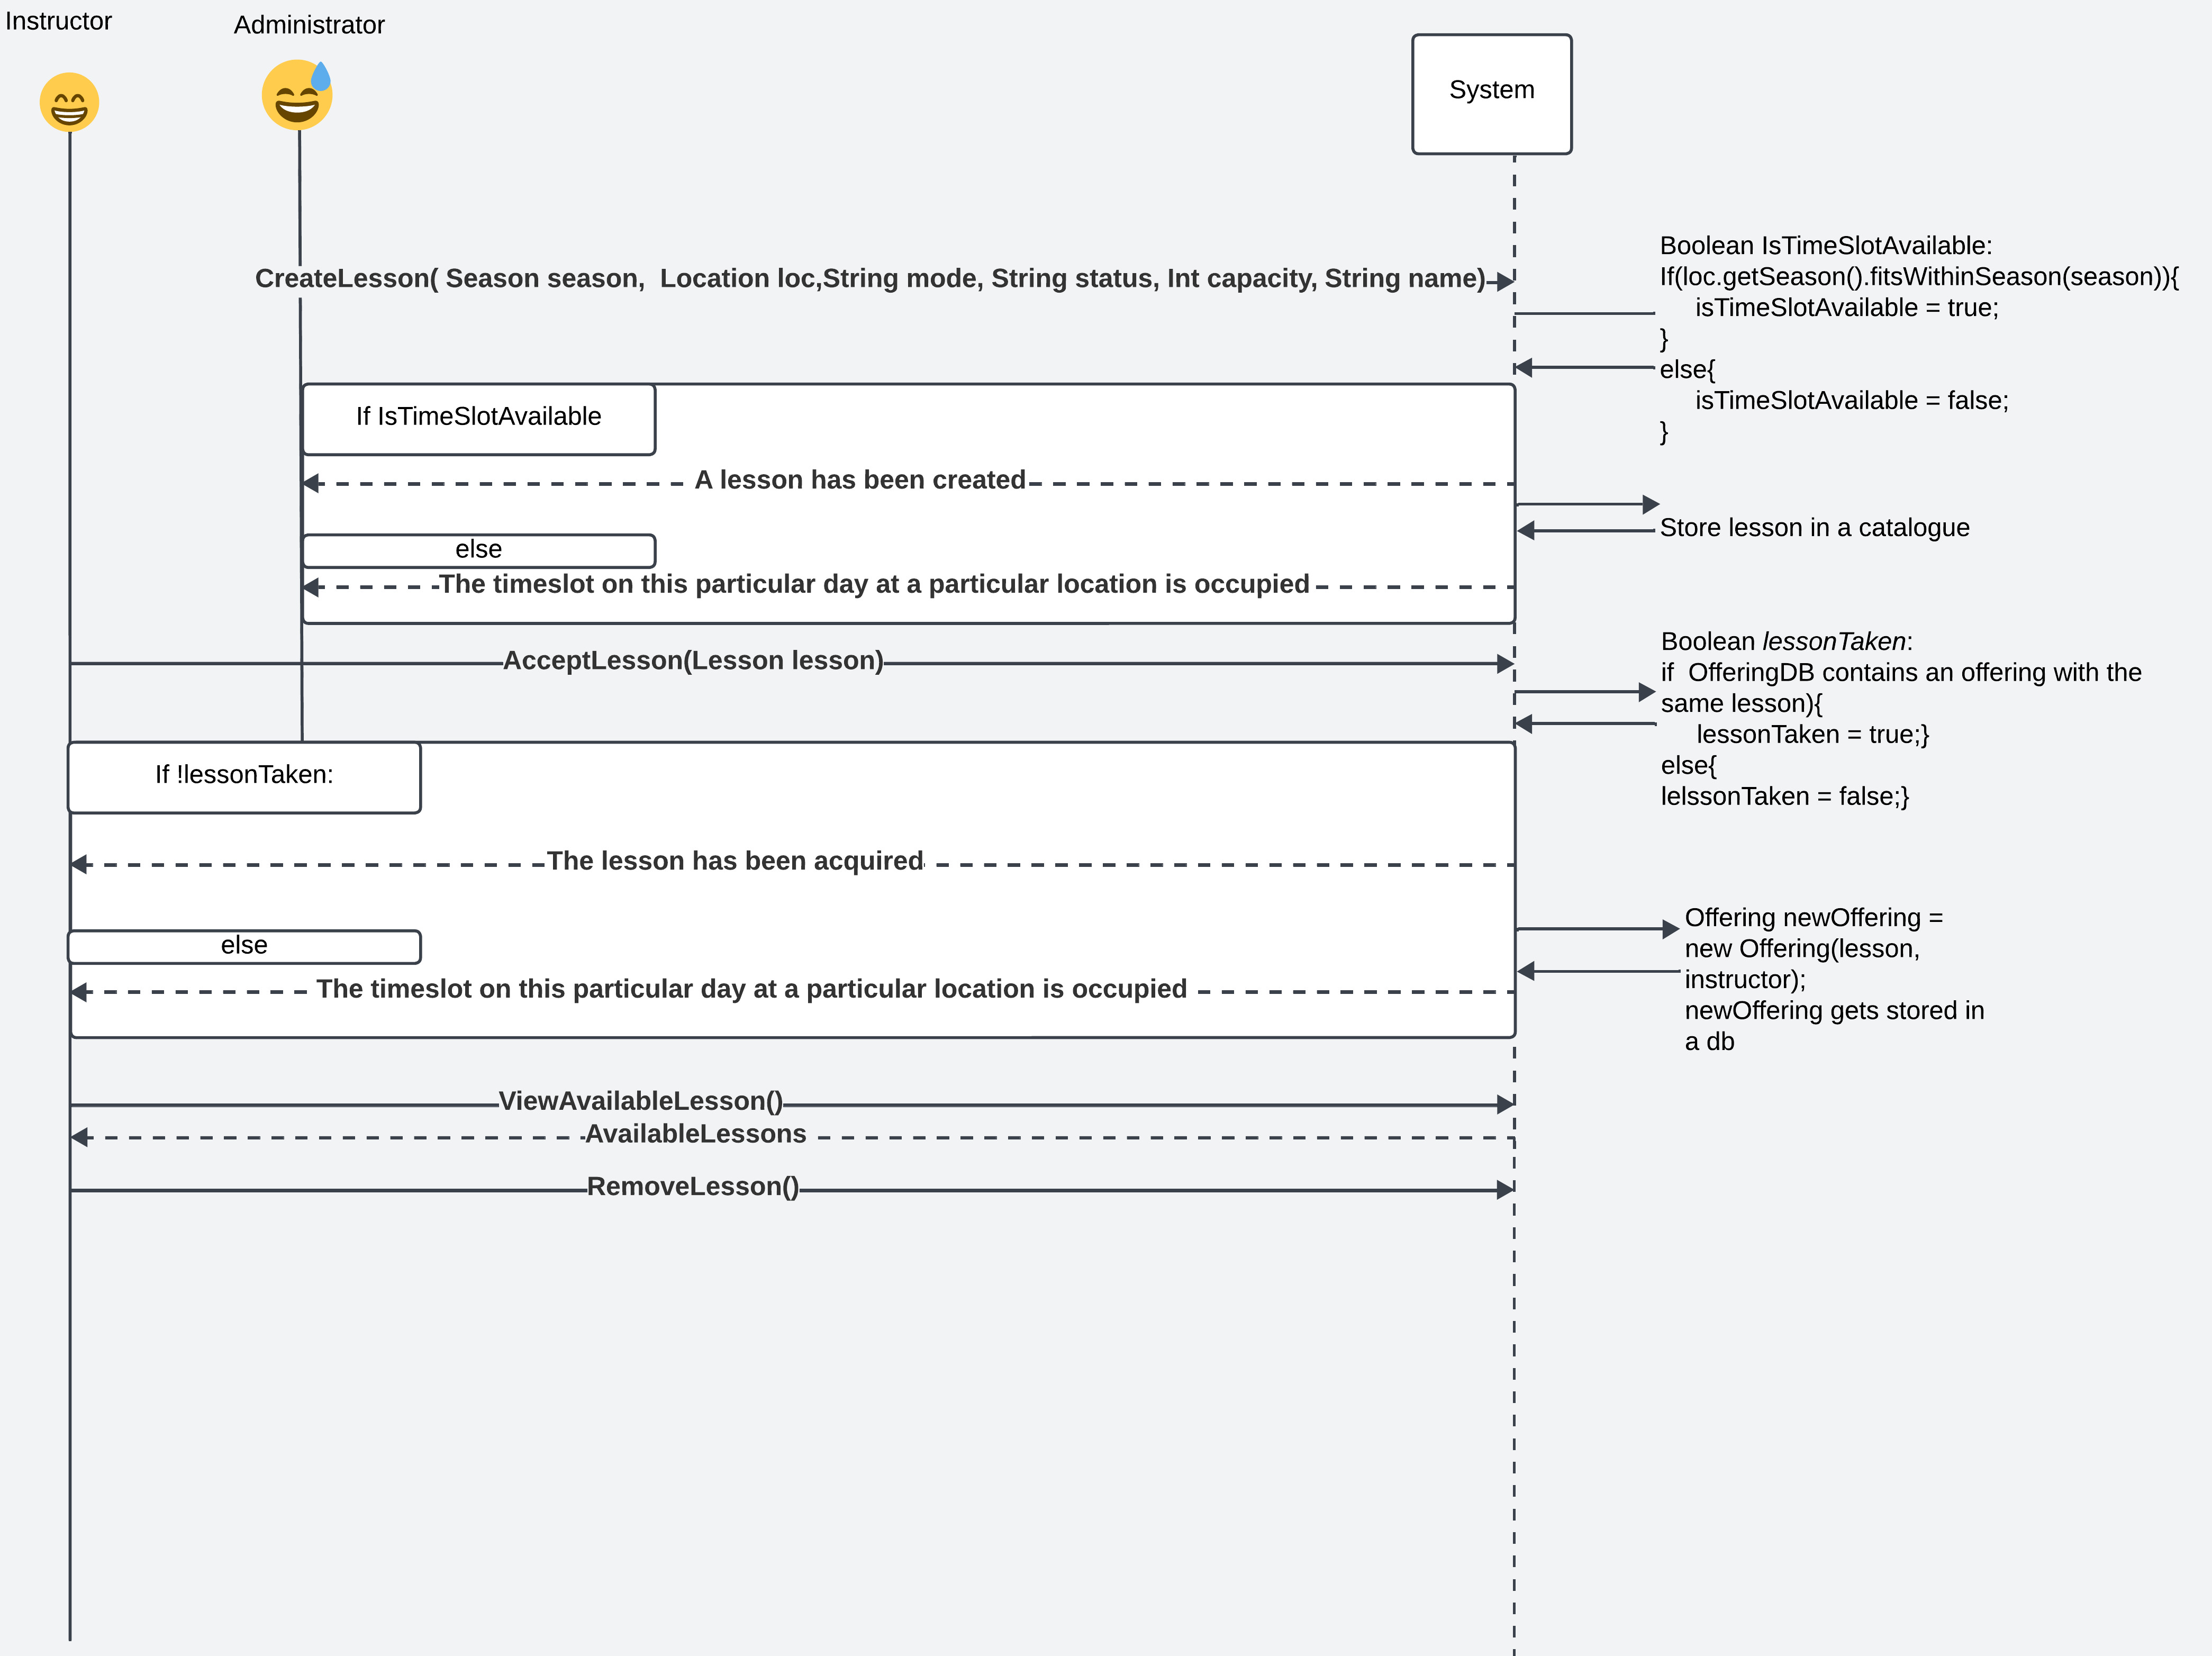 Instructor
Administrator
System
CreateLesson( Season season,  Location loc,String mode, String status, Int capacity, String name)
Boolean IsTimeSlotAvailable:
If(loc.getSeason().fitsWithinSeason(season)){
isTimeSlotAvailable = true;
}
else{
isTimeSlotAvailable = false;
}
If IsTimeSlotAvailable
A lesson has been created
Store lesson in a catalogue
else
The timeslot on this particular day at a particular location is occupied
AcceptLesson(Lesson lesson)
Boolean lessonTaken:
if  OfferingDB contains an offering with the
same lesson){
lessonTaken = true;}
else{
lelssonTaken = false;}
If !lessonTaken:
The lesson has been acquired
Offering newOffering =
new Offering(lesson,
instructor);
newOffering gets stored in
a db
else
The timeslot on this particular day at a particular location is occupied
ViewAvailableLesson()
AvailableLessons
RemoveLesson()